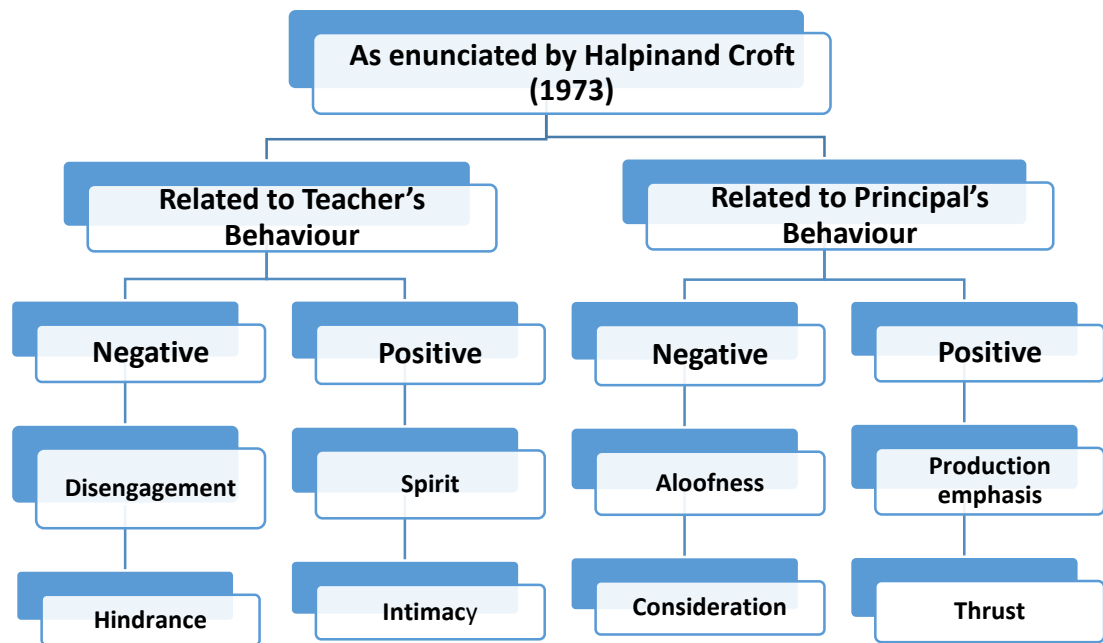 As enunciated by Halpinand Croft
(1973)
Related to Teacher’s
Behaviour
Related to Principal’s
Behaviour
Negative
Positive
Negative
Positive
Disengagement
Spirit
Aloofness
Production
emphasis
Hindrance
Intimacy
Consideration
Thrust